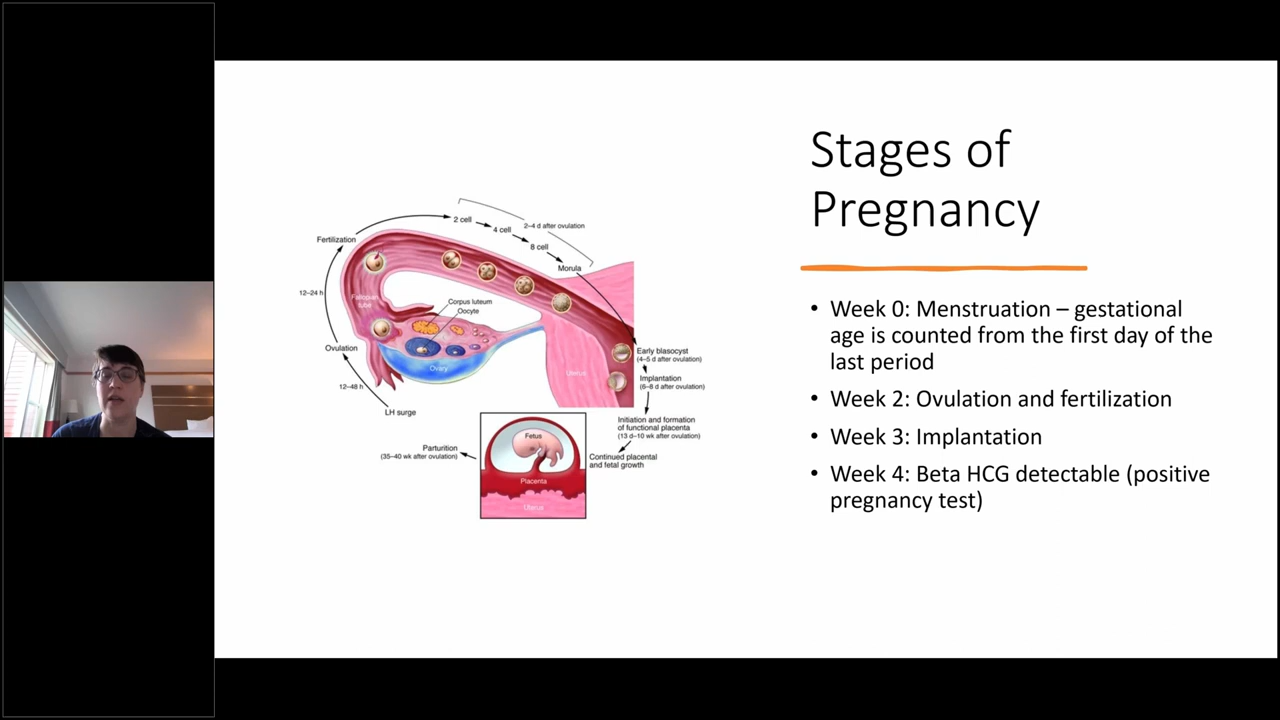 Stages of
Pregnancy
• Week 0: Menstruation – gestational
age is counted from the first day of the
last period
• Week 2: Ovulation and fertilization
• Week 3: Implantation
• Week 4: Beta HCG detectable (positive
pregnancy test)
2 cell
4 cell
2–4 d after ovulation
8 cell
Morula
Fertilization
12–24 h
Fallopian
tube
Corpus luteum
Oocyte
Ovulation
Ovary
Uterus
12–48 h
LH surge
Early blasocyst
(4–5 d after ovulation)
Implantation
(6–8 d after ovulation)
Initiation and formation
of functional placenta
(13 d–10 wk after ovulation)
Continued placental
and fetal growth
Parturition
(35–40 wk after ovulation)
Fetus
Placenta
Uterus